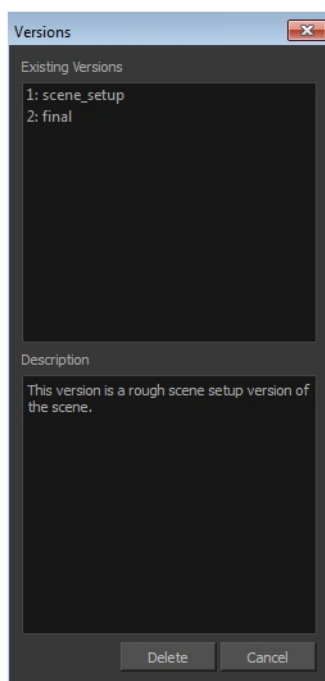 Versions
Existing Versions
1: scene_setup
2: final
Description
This version is a rough scene setup version of
the scene.
Delete Cancel